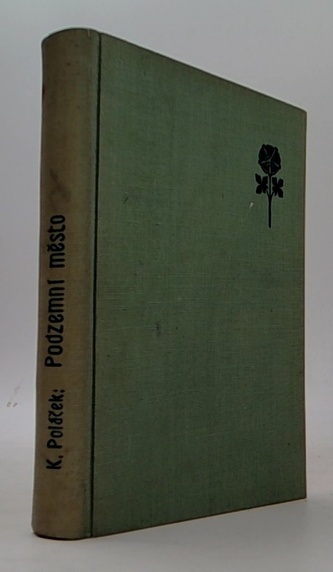 K. Poláček: Podzemní město